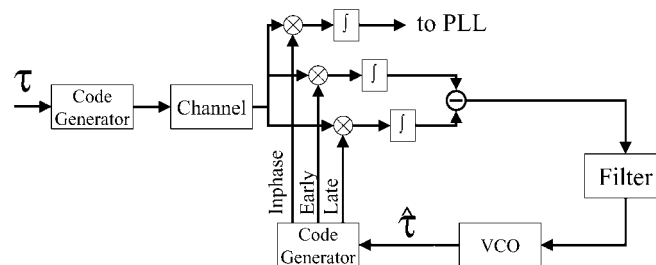 ∫ to PLL
τ
Code
Generator
Channel
∫
∫
Inphase
Early
Late
Filter
Code
Generator
τ̂
VCO